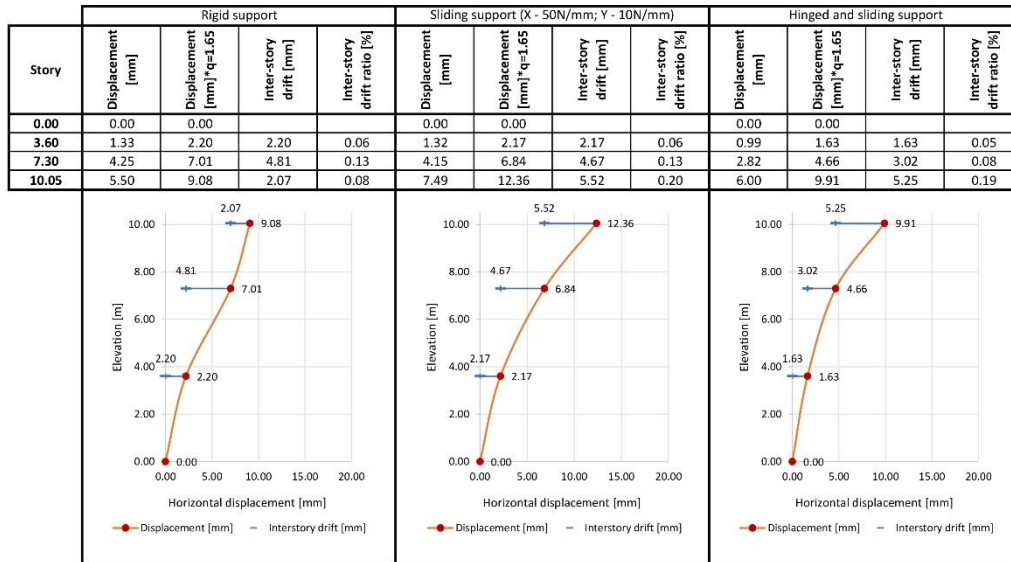 Rigid support Sliding support (X - 50N/mm; Y - 10N/mm) Hinged and sliding support
Story Displacement [mm] Displacement [mm]*q=1.65 Inter-story drift [mm] Inter-story drift ratio [%] Displacement [mm] Displacement [mm]*q=1.65 Inter-story drift [mm] Inter-story drift ratio [%] Displacement [mm] Displacement [mm]*q=1.65 Inter-story drift [mm] Inter-story drift ratio [%]
0.00 0.00 0.00 0.00 0.00 0.00 0.00
3.60 1.33 2.20 2.20 0.06 1.32 2.17 2.17 0.06 0.99 1.63 1.63 0.05
7.30 4.25 7.01 4.81 0.13 4.15 6.84 4.67 0.13 2.82 4.66 3.02 0.08
10.05 5.50 9.08 2.07 0.08 7.49 12.36 5.52 0.20 6.00 9.91 5.25 0.19
Elevation [m]
2.07
10.00
9.08
8.00
4.81
7.01
6.00
4.00
2.20
2.20
2.00
0.00
0.00
0.00 5.00 10.00 15.00 20.00
Horizontal displacement [mm]
Displacement [mm] Interstory drift [mm]
Elevation [m]
5.52
10.00
12.36
8.00
4.67
6.84
6.00
4.00
2.17
2.17
2.00
0.00
0.00
0.00 5.00 10.00 15.00 20.00
Horizontal displacement [mm]
Displacement [mm] Interstory drift [mm]
Elevation [m]
5.25
10.00
9.91
8.00
3.02
4.66
6.00
4.00
1.63
1.63
2.00
0.00
0.00
0.00 5.00 10.00 15.00 20.00
Horizontal displacement [mm]
Displacement [mm] Interstory drift [mm]